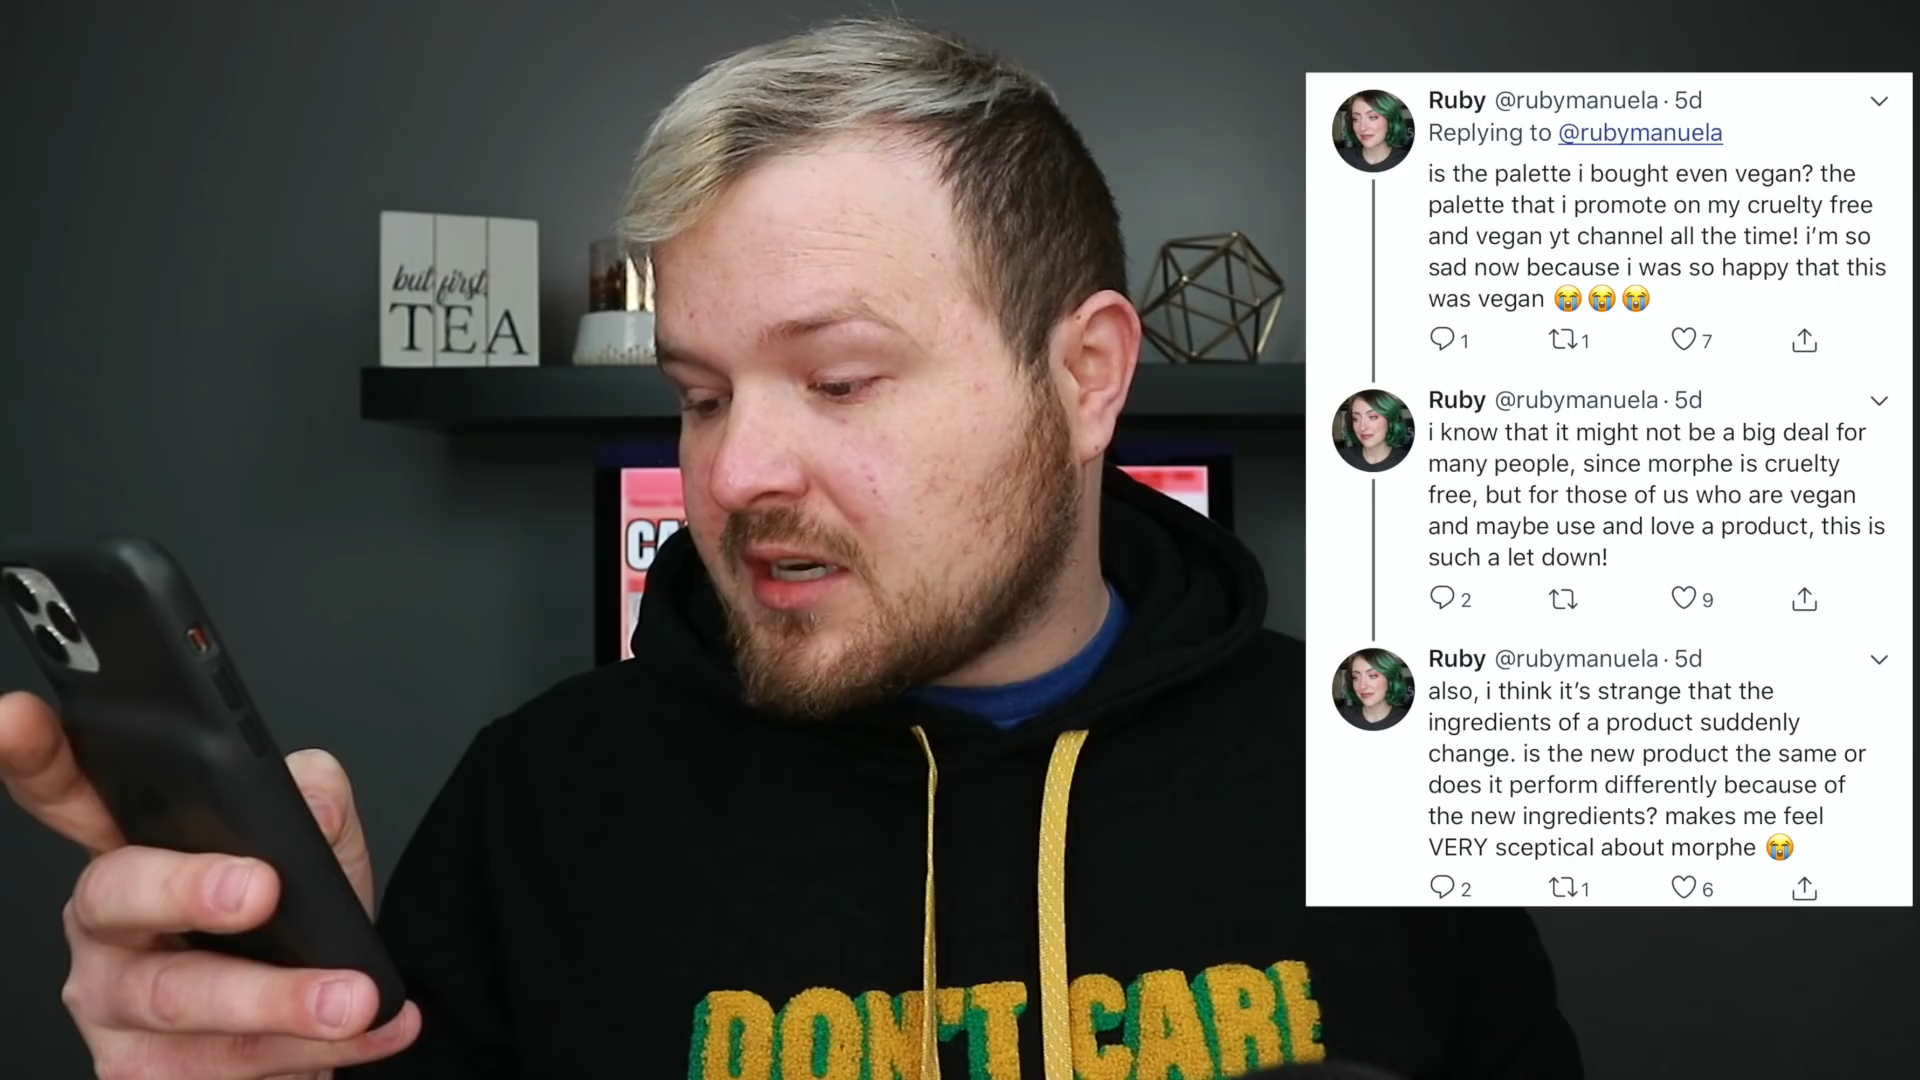 but first,
TEA
CA
DON'T CARE
Ruby @rubymanuela · 5d
Replying to @rubymanuela
is the palette i bought even vegan? the
palette that i promote on my cruelty free
and vegan yt channel all the time! i'm so
sad now because i was so happy that this
was vegan 😭😭😭
1 1 7
Ruby @rubymanuela · 5d
i know that it might not be a big deal for
many people, since morphe is cruelty
free, but for those of us who are vegan
and maybe use and love a product, this is
such a let down!
2 9
Ruby @rubymanuela · 5d
also, i think it's strange that the
ingredients of a product suddenly
change. is the new product the same or
does it perform differently because of
the new ingredients? makes me feel
VERY sceptical about morphe 😭
2 1 6